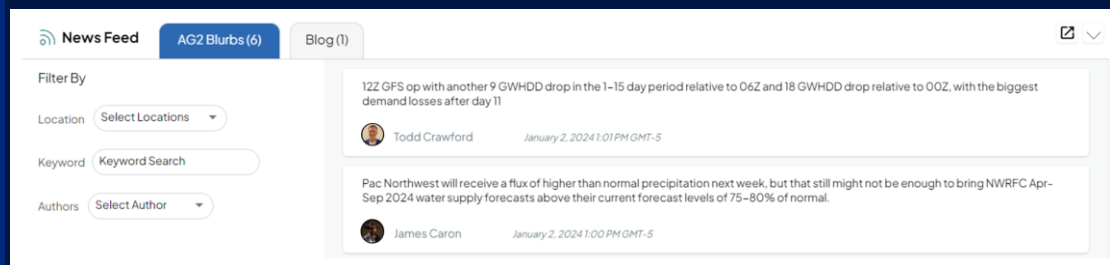 News Feed
AG2 Blurbs (6)
Blog (1)
Filter By
Location Select Locations
Keyword Keyword Search
Authors Select Author
12Z GFS op with another 9 GWHDD drop in the 1-15 day period relative to 06Z and 18 GWHDD drop relative to 00Z, with the biggest
demand losses after day 11
Todd Crawford January 2, 2024 1:01 PM GMT-5
Pac Northwest will receive a flux of higher than normal precipitation next week, but that still might not be enough to bring NWRFC Apr-
Sep 2024 water supply forecasts above their current forecast levels of 75-80% of normal.
James Caron January 2, 2024 1:00 PM GMT-5